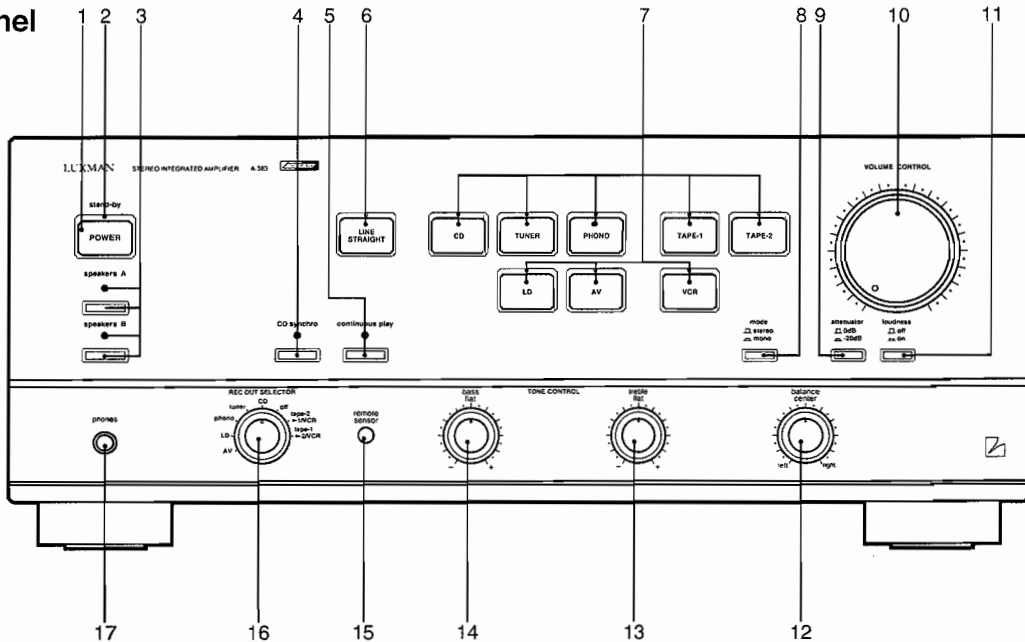 nel
1 2 3 4 5 6 7 8 9 10 11
LUXMAN STEREO INTEGRATED AMPLIFIER A-383
VOLUME CONTROL
stand-by
POWER
LINE STRAIGHT
CD TUNER PHONO TAPE-1 TAPE-2
speakers A
LD AV VCR
speakers B
CD synchro
continuous play
mode
stereo
mono
attenuator
0dB
-20dB
loudness
off
on
REC OUT SELECTOR
AV
LD
phono
tuner
CD
off
tape-2
←1/VCR
tape-1
←2/VCR
phones
remote
sensor
TONE CONTROL
bass
flat
- +
treble
flat
- +
balance
center
left right
17 16 15 14 13 12